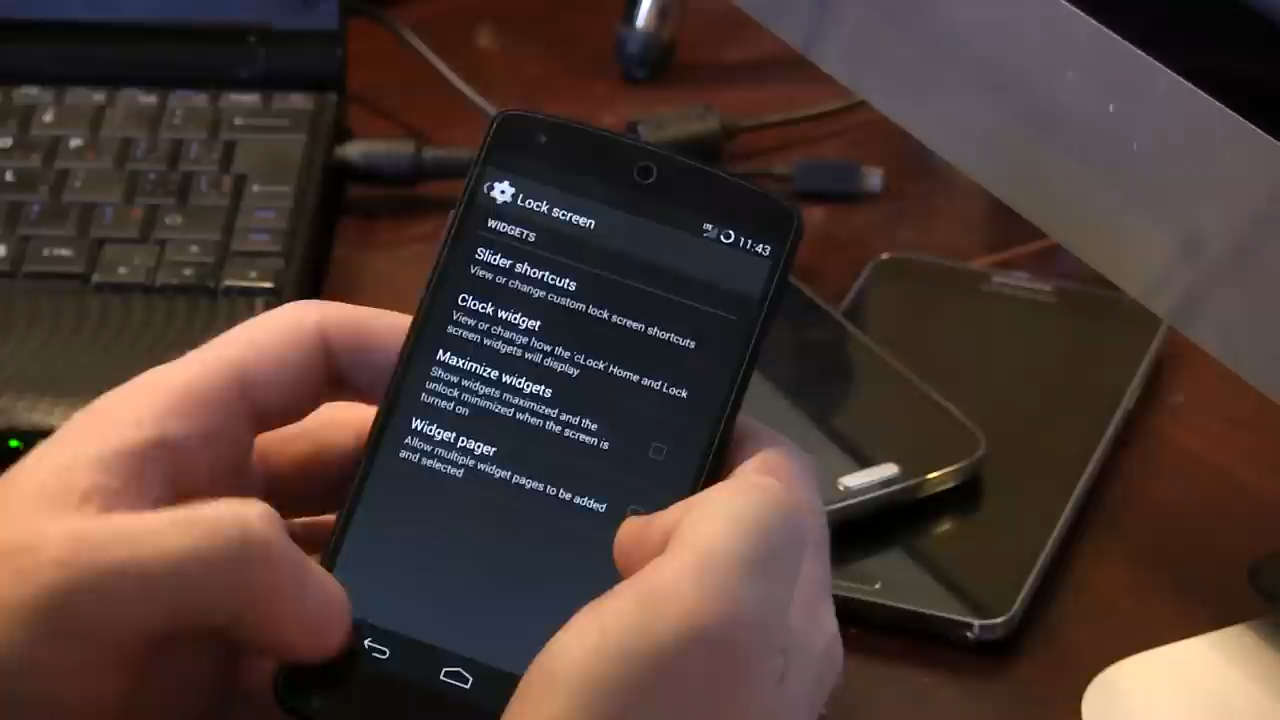 Lock screen
LTE
11:43
WIDGETS
Slider shortcuts
View or change custom lock screen shortcuts
Clock widget
View or change how the 'cLock' Home and Lock
screen widgets will display
Maximize widgets
Show widgets maximized and the
unlock minimized when the screen is
turned on
Widget pager
Allow multiple widget pages to be added
and selected